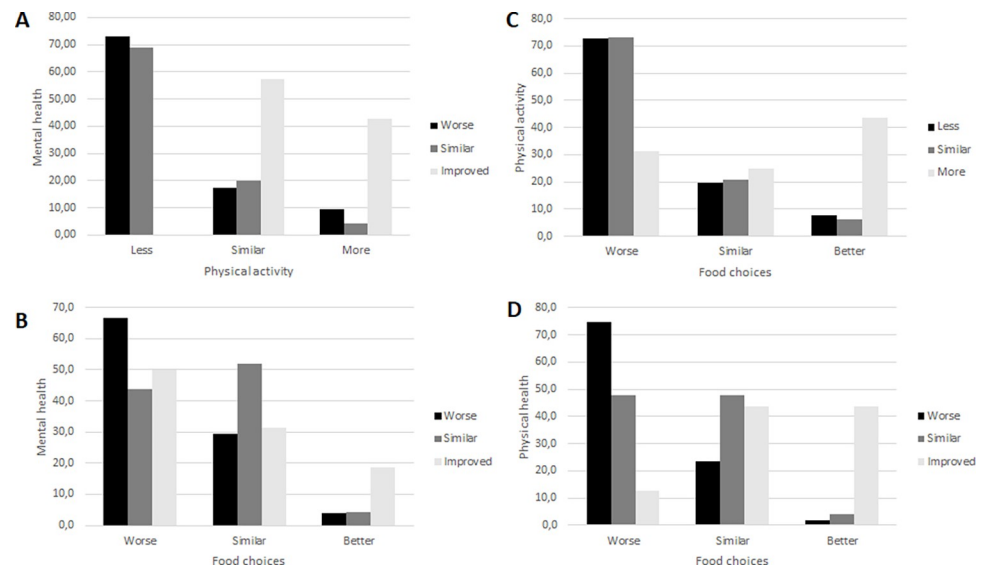 A
80,00
70,00
60,00
50,00
40,00
30,00
20,00
10,00
0,00
Mental health
Less
Similar
More
Physical activity
Worse
Similar
Improved
C
80,0
70,0
60,0
50,0
40,0
30,0
20,0
10,0
0,0
Physical activity
Worse
Similar
Better
Food choices
Less
Similar
More
B
70,0
60,0
50,0
40,0
30,0
20,0
10,0
0,0
Mental health
Worse
Similar
Better
Food choices
Worse
Similar
Improved
D
80,0
70,0
60,0
50,0
40,0
30,0
20,0
10,0
0,0
Physical health
Worse
Similar
Better
Food choices
Worse
Similar
Improved